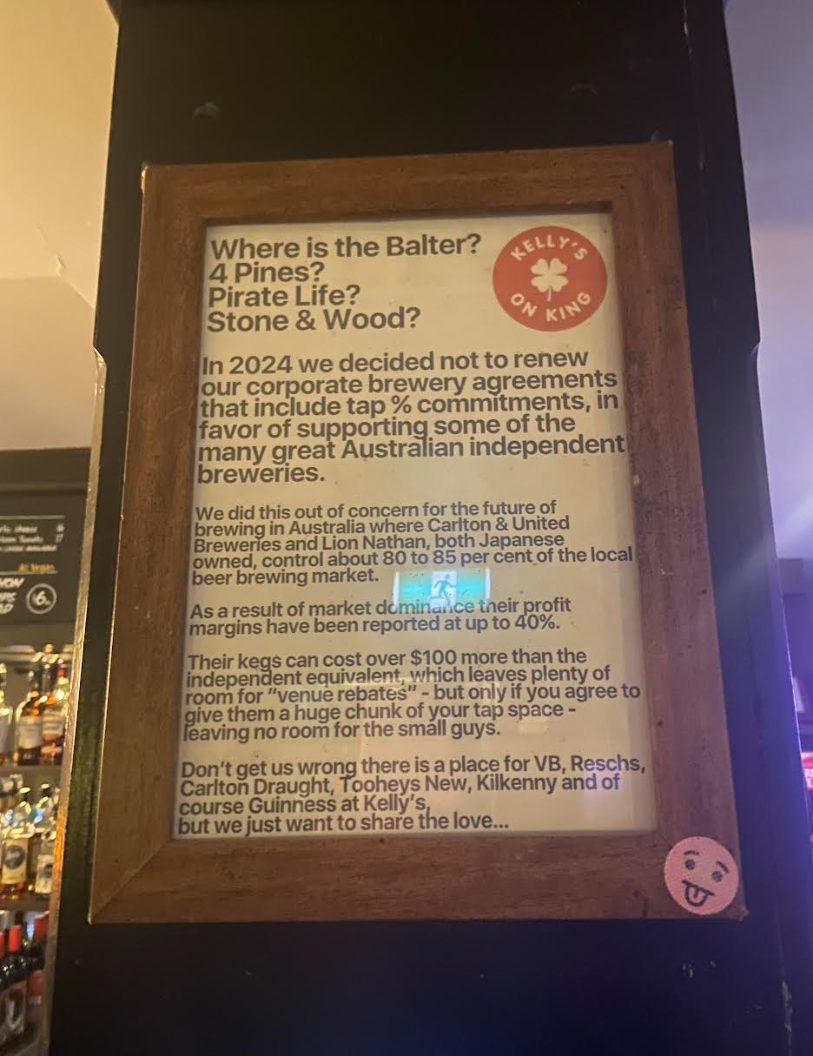 Where is the Balter?
4 Pines?
Pirate Life?
Stone & Wood?
KELLY'S
ON KING
In 2024 we decided not to renew
our corporate brewery agreements
that include tap % commitments, in
favor of supporting some of the
many great Australian independent
breweries.
We did this out of concern for the future of
brewing in Australia where Carlton & United
Breweries and Lion Nathan, both Japanese
owned, control about 80 to 85 per cent of the local
beer brewing market.
As a result of market dominance their profit
margins have been reported at up to 40%.
Their kegs can cost over $100 more than the
independent equivalent, which leaves plenty of
room for "venue rebates" - but only if you agree to
give them a huge chunk of your tap space -
leaving no room for the small guys.
Don't get us wrong there is a place for VB, Reschs,
Carlton Draught, Tooheys New, Kilkenny and of
course Guinness at Kelly's,
but we just want to share the love...